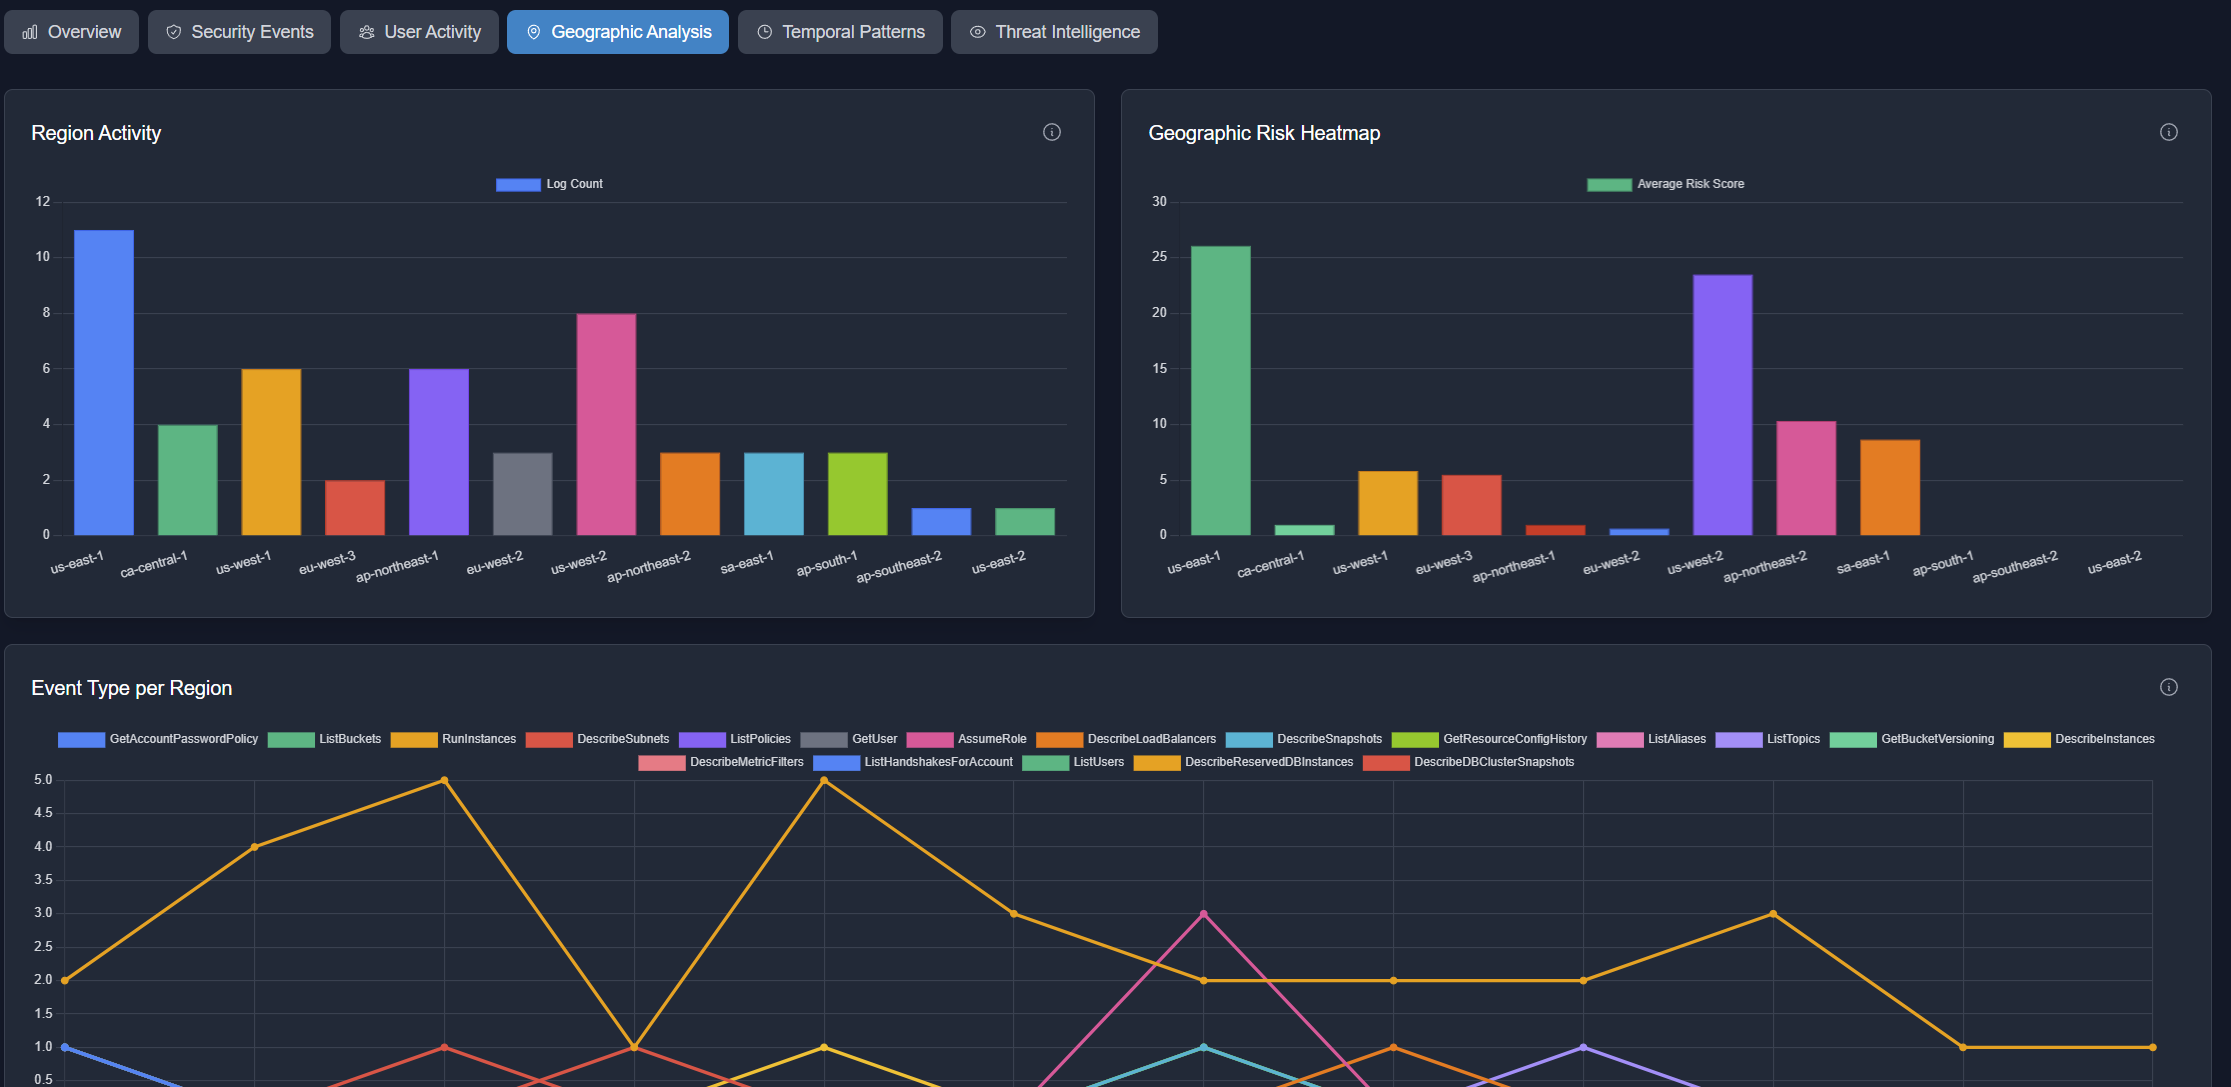 Overview Security Events User Activity Geographic Analysis Temporal Patterns Threat Intelligence
Region Activity
Log Count
12
10
8
6
4
2
0
us-east-1 ca-central-1 us-west-1 eu-west-3 ap-northeast-1 eu-west-2 us-west-2 ap-northeast-2 sa-east-1 ap-south-1 ap-southeast-2 us-east-2
Geographic Risk Heatmap
Average Risk Score
30
25
20
15
10
5
0
us-east-1 ca-central-1 us-west-1 eu-west-3 ap-northeast-1 eu-west-2 us-west-2 ap-northeast-2 sa-east-1 ap-south-1 ap-southeast-2 us-east-2
Event Type per Region
GetAccountPasswordPolicy ListBuckets RunInstances DescribeSubnets ListPolicies GetUser AssumeRole DescribeLoadBalancers DescribeSnapshots GetResourceConfigHistory ListAliases ListTopics GetBucketVersioning DescribeInstances
DescribeMetricFilters ListHandshakesForAccount ListUsers DescribeReservedDBInstances DescribeDBClusterSnapshots
5.0
4.5
4.0
3.5
3.0
2.5
2.0
1.5
1.0
0.5